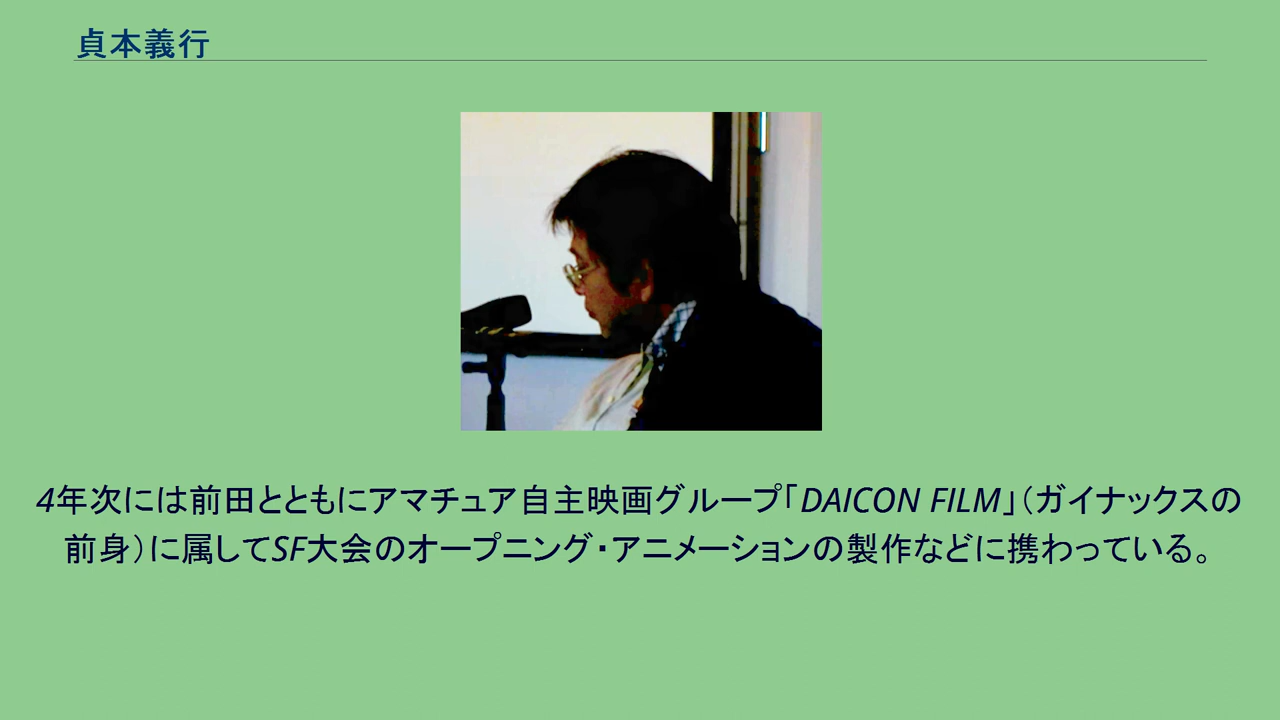 貞本義行
4年次には前田とともにアマチュア自主映画グループ「DAICON FILM」（ガイナックスの
前身）に属してSF大会のオープニング・アニメーションの製作などに携わっている。